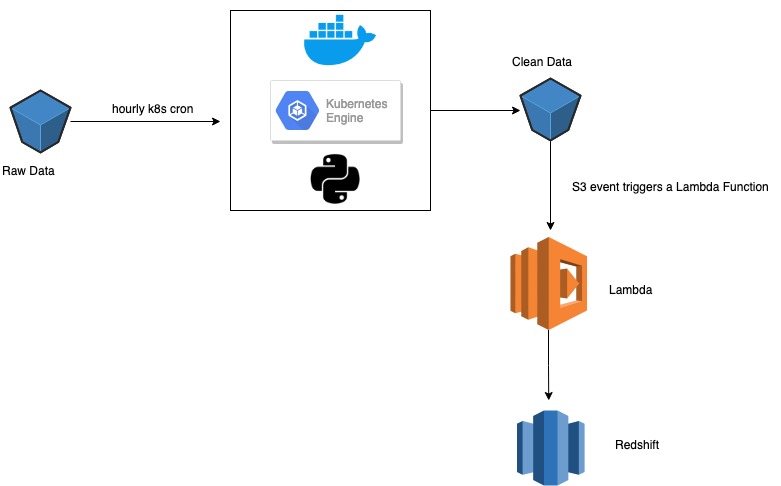 Clean Data
hourly k8s cron
Kubernetes
Engine
Raw Data
S3 event triggers a Lambda Function
Lambda
Redshift